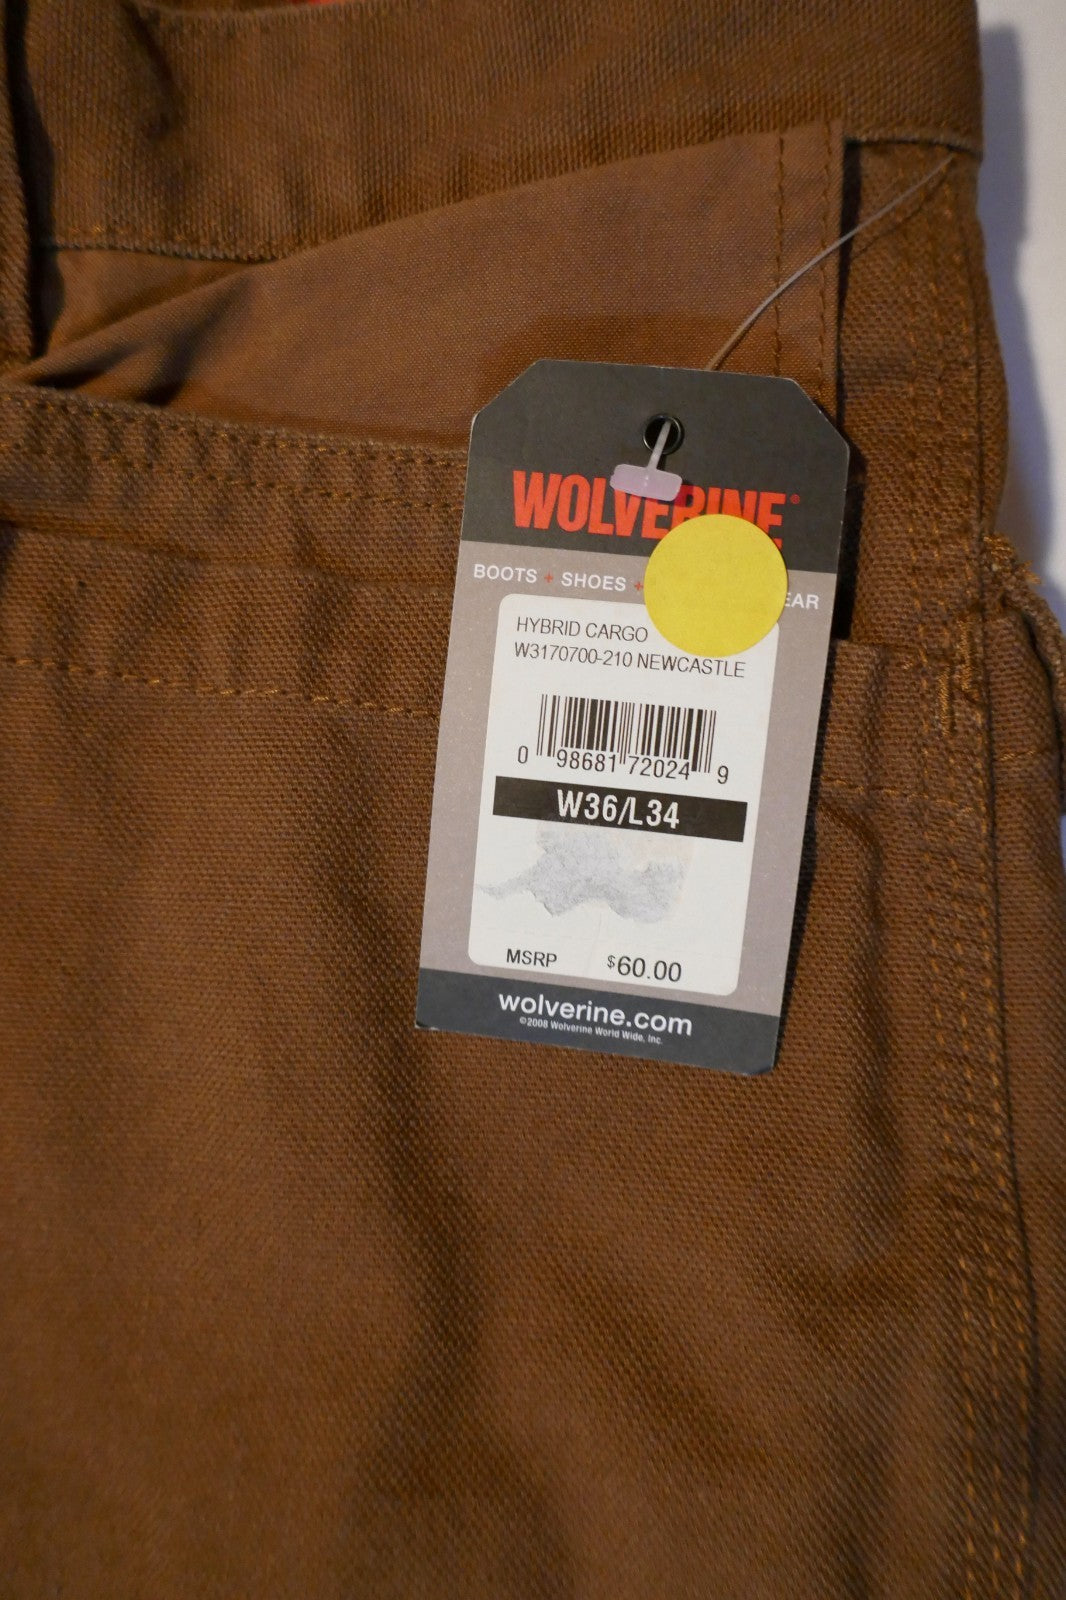 WOLVERINE®
BOOTS + SHOES +
HYBRID CARGO
W3170700-210 NEWCASTLE
0 98681 72024 9
W36/L34
MSRP $60.00
wolverine.com
©2008 Wolverine World Wide, Inc.